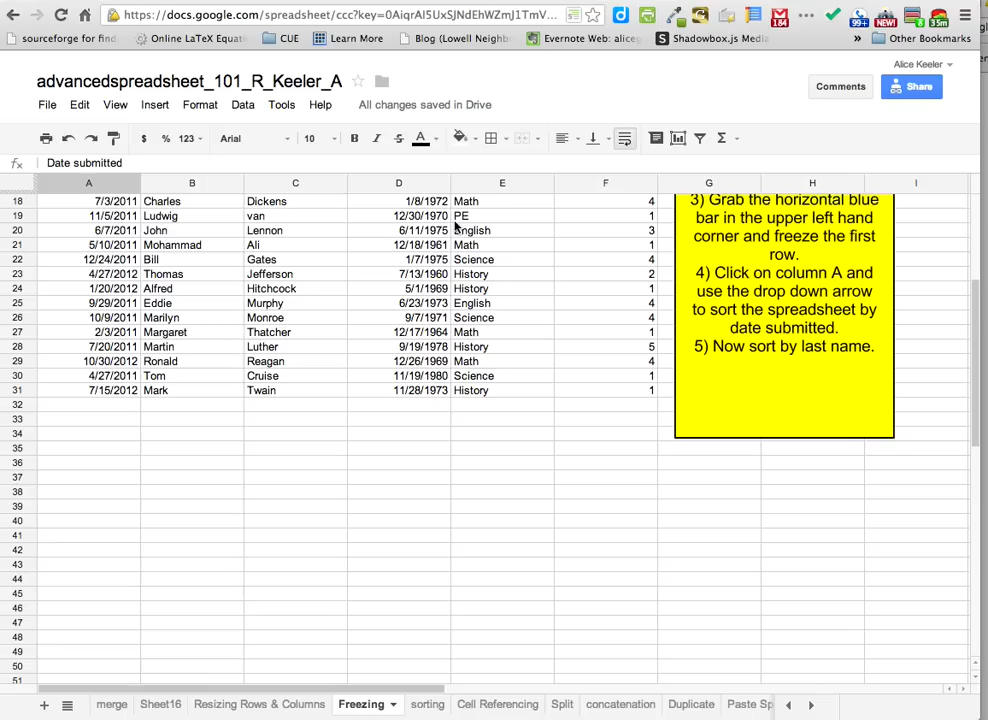 https://docs.google.com/spreadsheet/ccc?key=0AiqrAl5UxSJNdEhWZmJ1TmV...
184 99+ NEW! 35m
sourceforge for find Online LaTeX Equati CUE Learn More Blog (Lowell Neighb Evernote Web: alice Shadowbox.js Media » Other Bookmarks
Alice Keeler
advancedspreadsheet_101_R_Keeler_A
Comments Share
File Edit View Insert Format Data Tools Help All changes saved in Drive
$ % 123 Arial 10 B I S A Σ
fx Date submitted
A B C D E F G H I
18 7/3/2011 Charles Dickens 1/8/1972 Math 4
19 11/5/2011 Ludwig van 12/30/1970 PE 1
20 6/7/2011 John Lennon 6/11/1975 English 3
21 5/10/2011 Mohammad Ali 12/18/1961 Math 1
22 12/24/2011 Bill Gates 1/7/1975 Science 4
23 4/27/2012 Thomas Jefferson 7/13/1960 History 2
24 1/20/2012 Alfred Hitchcock 5/1/1969 History 1
25 9/29/2011 Eddie Murphy 6/23/1973 English 4
26 10/9/2011 Marilyn Monroe 9/7/1971 Science 4
27 2/3/2011 Margaret Thatcher 12/17/1964 Math 1
28 7/20/2011 Martin Luther 9/19/1978 History 5
29 10/30/2012 Ronald Reagan 12/26/1969 Math 4
30 4/27/2011 Tom Cruise 11/19/1980 Science 1
31 7/15/2012 Mark Twain 11/28/1973 History 1
32
33
34
35
36
37
38
39
40
41
42
43
44
45
46
47
48
49
50
51
3) Grab the horizontal blue
bar in the upper left hand
corner and freeze the first
row.
4) Click on column A and
use the drop down arrow
to sort the spreadsheet by
date submitted.
5) Now sort by last name.
merge Sheet16 Resizing Rows & Columns Freezing sorting Cell Referencing Split concatenation Duplicate Paste Sp